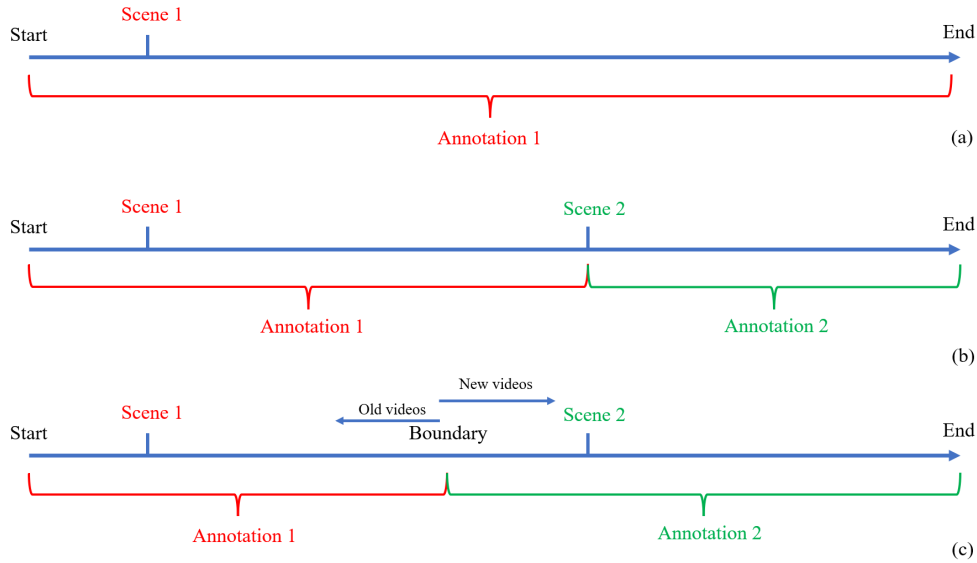 Scene 1
Start
End
Annotation 1
(a)
Scene 1
Scene 2
Start
End
Annotation 1
Annotation 2
(b)
New videos
Old videos
Scene 1
Scene 2
Start
Boundary
End
Annotation 1
Annotation 2
(c)